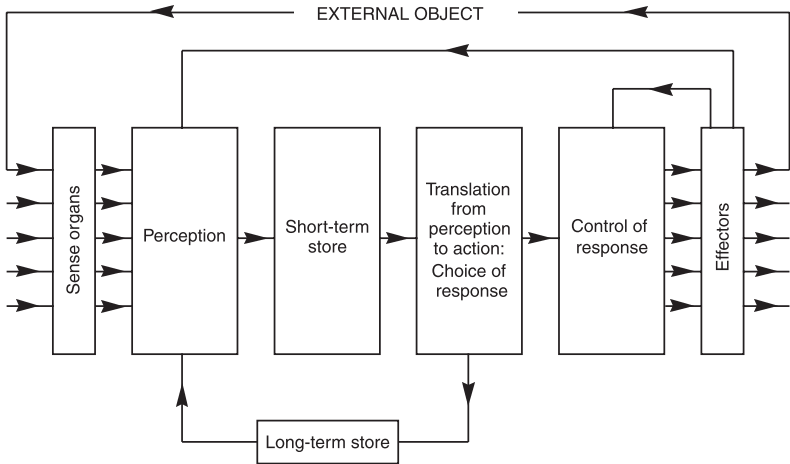 EXTERNAL OBJECT
Sense organs
Perception
Short-term
store
Translation
from
perception
to action:
Choice of
response
Control of
response
Effectors
Long-term store